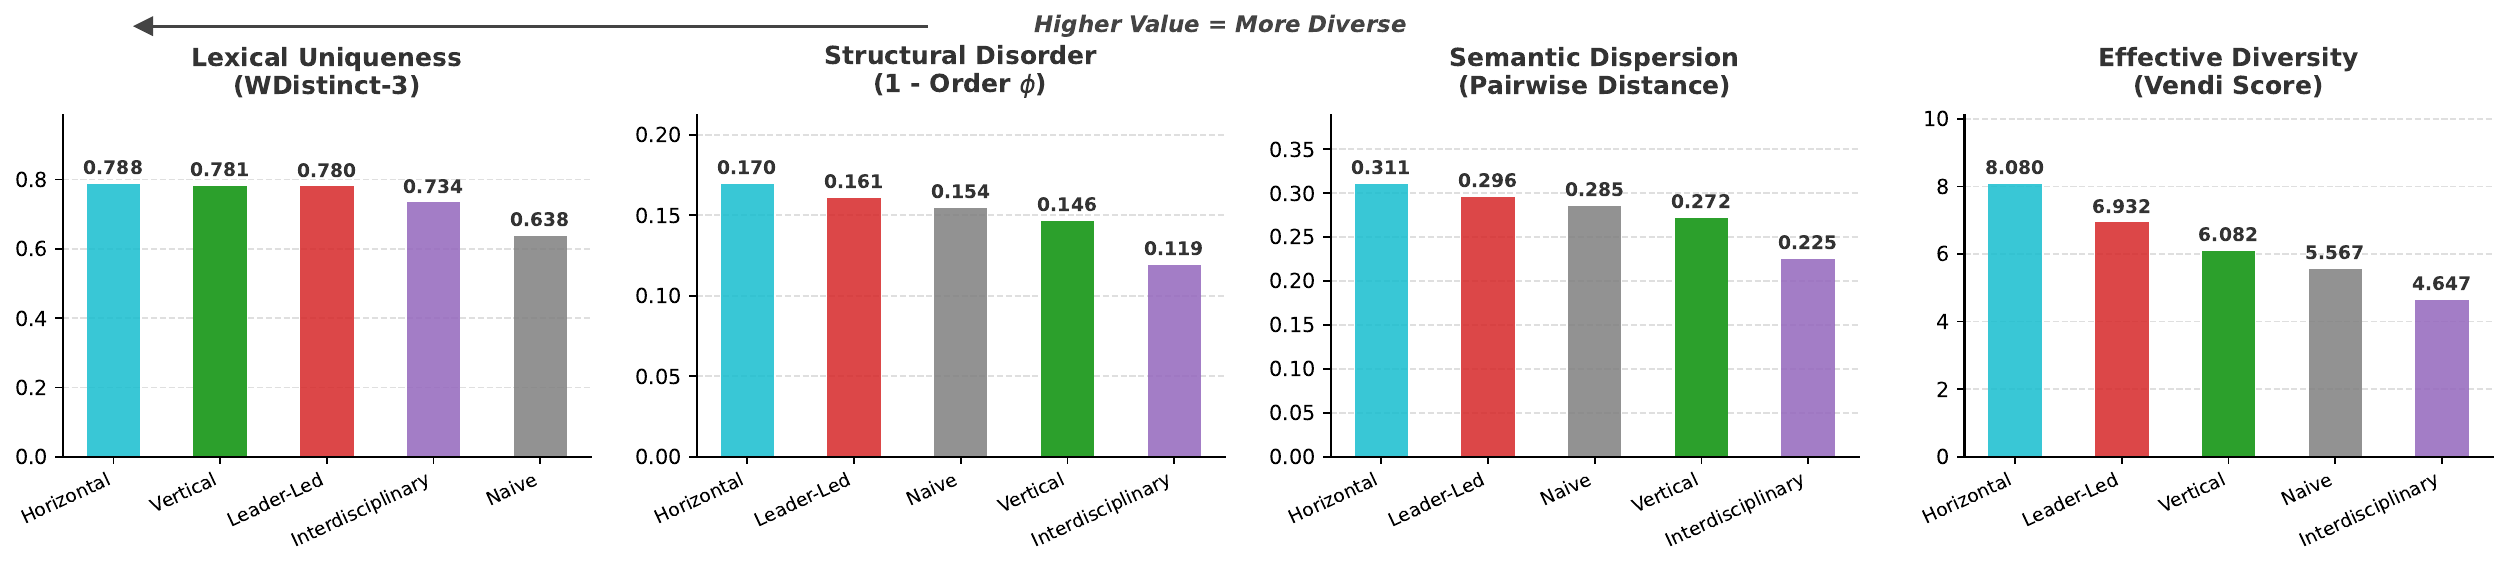 Higher Value = More Diverse
Lexical Uniqueness
(WDistinct-3)
0.8
0.6
0.4
0.2
0.0
0.788
0.781
0.780
0.734
0.638
Horizontal
Vertical
Leader-Led
Interdisciplinary
Naive
Structural Disorder
(1 - Order ϕ)
0.20
0.15
0.10
0.05
0.00
0.170
0.161
0.154
0.146
0.119
Horizontal
Leader-Led
Naive
Vertical
Interdisciplinary
Semantic Dispersion
(Pairwise Distance)
0.35
0.30
0.25
0.20
0.15
0.10
0.05
0.00
0.311
0.296
0.285
0.272
0.225
Horizontal
Leader-Led
Naive
Vertical
Interdisciplinary
Effective Diversity
(Vendi Score)
10
8
6
4
2
0
8.080
6.932
6.082
5.567
4.647
Horizontal
Leader-Led
Vertical
Naive
Interdisciplinary